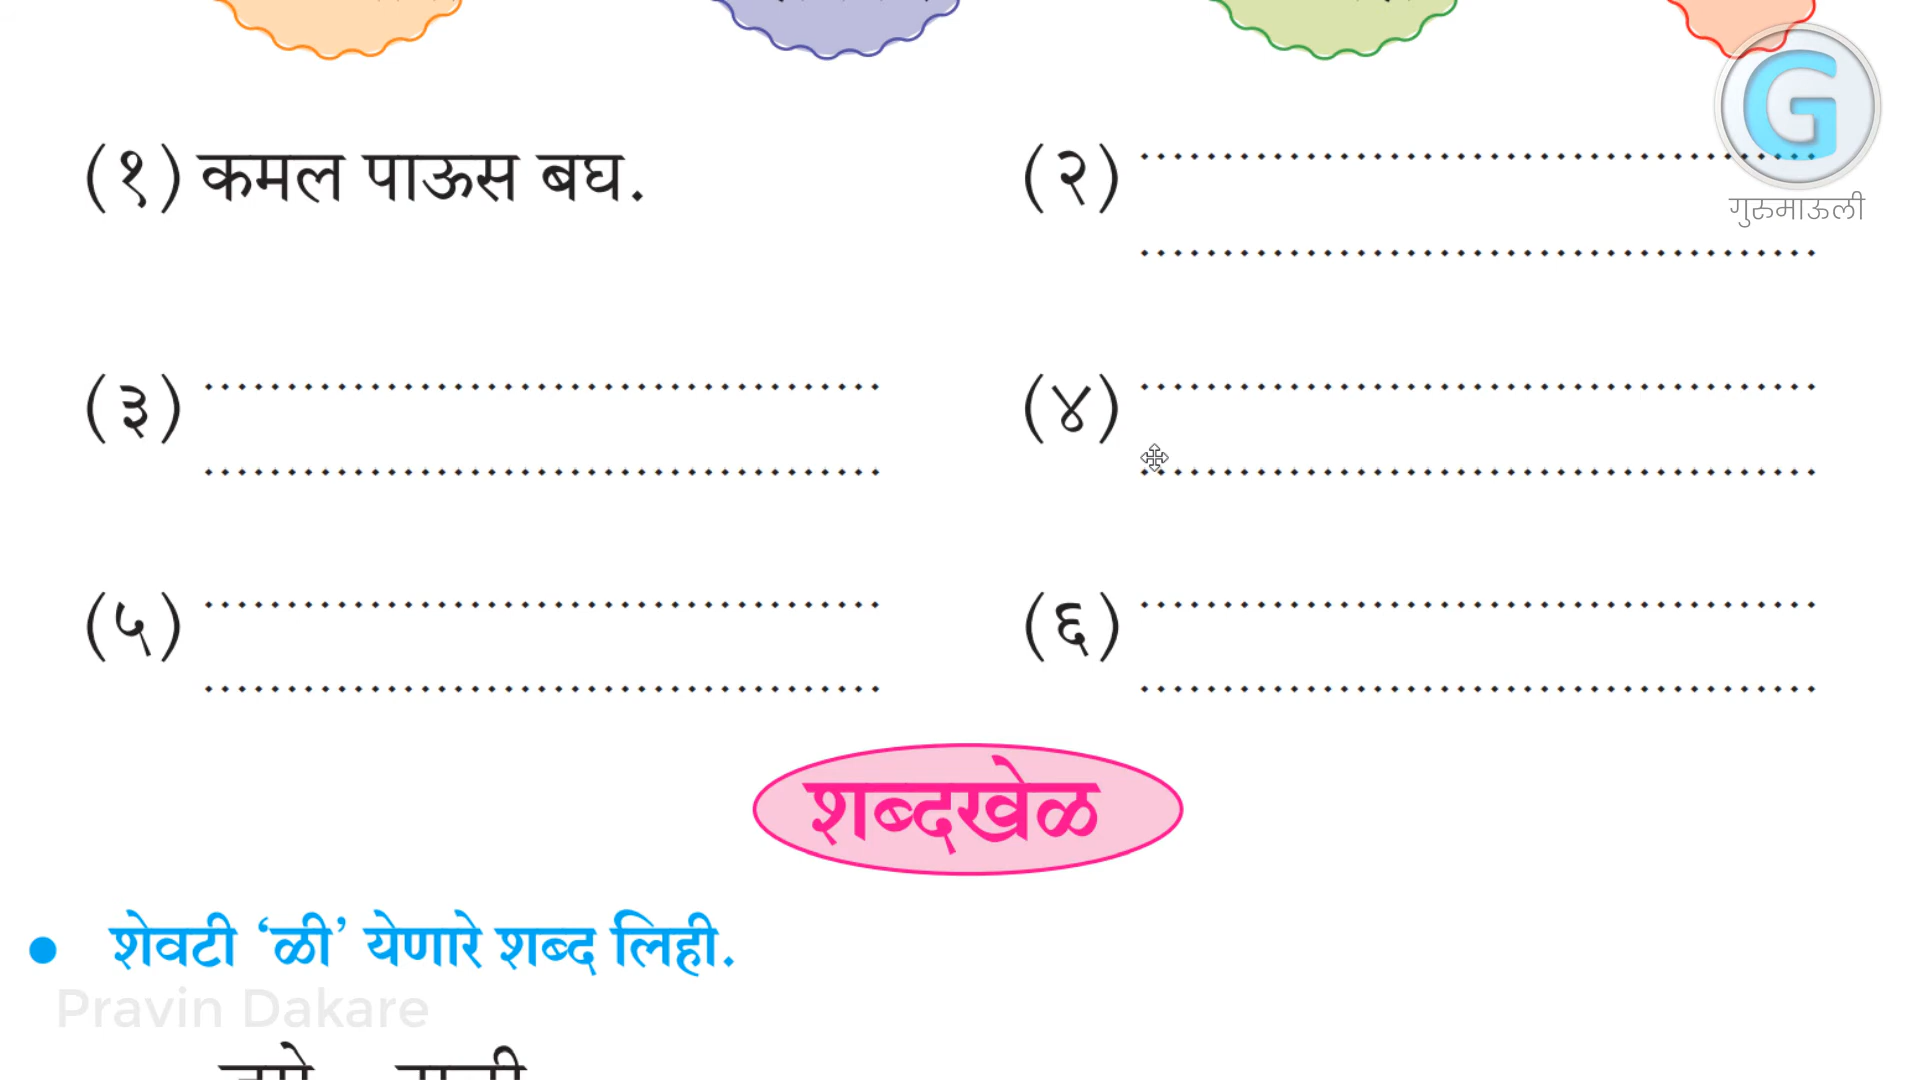 (१) कमल पाऊस बघ.
(२)
G
गुरुमाऊली
(३)
(४)
(५)
(६)
शब्दखेळ
• शेवटी ‘ळी’ येणारे शब्द लिही.
Pravin Dakare